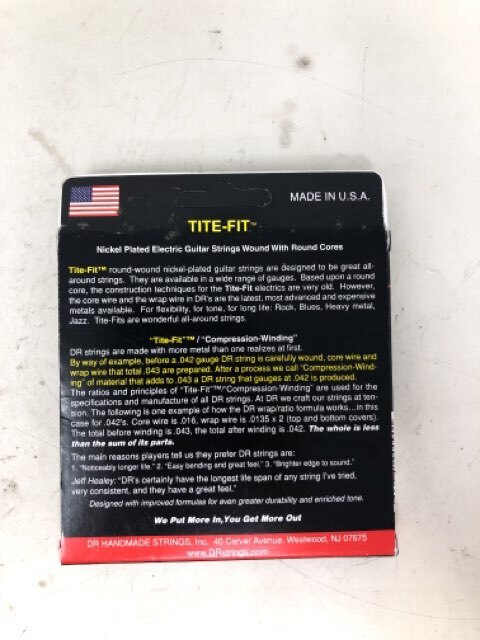 MADE IN U.S.A.
TITE-FIT™
Nickel Plated Electric Guitar Strings Wound With Round Cores
Tite-Fit™ round-wound nickel-plated guitar strings are designed to be great all-
around strings. They are available in a wide range of gauges. Based upon a round
core, the construction techniques for the Tite-Fit electrics are very old. However,
the core wire and the wrap wire in DR's are the latest, most advanced and expensive
metals available. For flexibility, for tone, for long life: Rock, Blues, Heavy metal,
Jazz. Tite-Fits are wonderful all-around strings.
"Tite-Fit"™ / "Compression-Winding"
DR strings are made with more metal than one realizes at first.
By way of example, before a .042 gauge DR string is carefully wound, core wire and
wrap wire that total .043 are prepared. After a process we call "Compression-Wind-
ing" of material that adds to .043 a DR string that gauges at .042 is produced.
The ratios and principles of "Tite-Fit"™/"Compression-Winding" are used for the
specifications and manufacture of all DR strings. At DR we craft our strings at ten-
sion. The following is one example of how the DR wrap/ratio formula works...in this
case for .042's. Core wire is .016, wrap wire is .0135 x 2 (top and bottom covers).
The total before winding is .043, the total after winding is .042. The whole is less
than the sum of its parts.
The main reasons players tell us they prefer DR strings are:
1. "Noticeably longer life." 2. "Easy bending and great feel." 3. "Brighter edge to sound."
Jeff Healey: "DR's certainly have the longest life span of any string I've tried,
very consistent, and they have a great feel."
Designed with improved formulas for even greater durability and enriched tone.
We Put More In, You Get More Out
DR HANDMADE STRINGS, Inc. 40 Carver Avenue, Westwood, NJ 07675
www.DRstrings.com